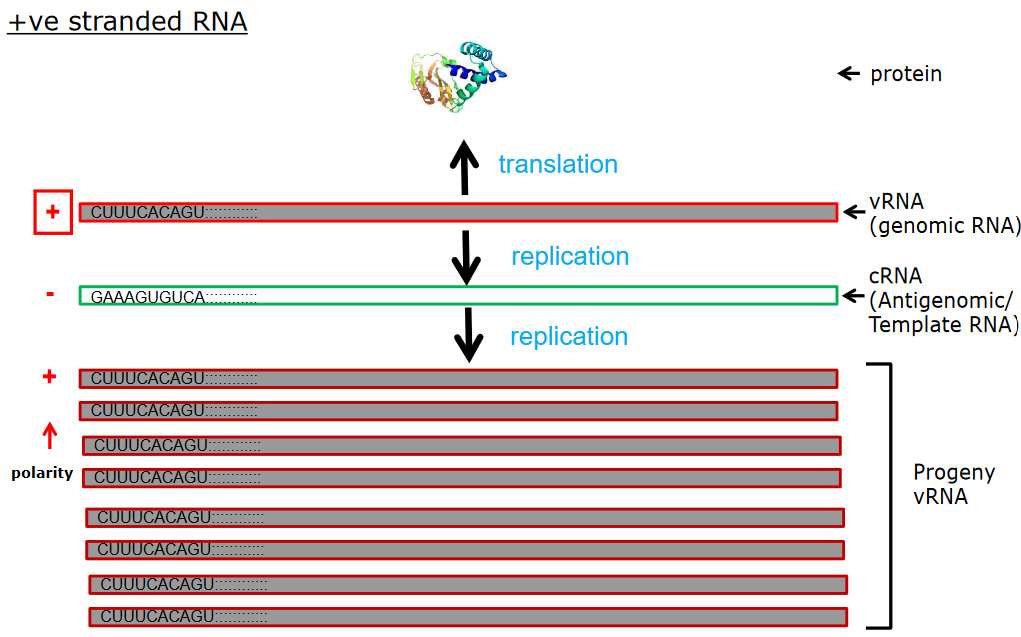 +ve stranded RNA
protein
translation
+
CUUUCACAGU::::::::::::
vRNA
(genomic RNA)
replication
-
GAAAGUGUCA::::::::::::
cRNA
(Antigenomic/
Template RNA)
replication
+
CUUUCACAGU::::::::::::
CUUUCACAGU::::::::::::
CUUUCACAGU::::::::::::
CUUUCACAGU::::::::::::
CUUUCACAGU::::::::::::
CUUUCACAGU::::::::::::
CUUUCACAGU::::::::::::
CUUUCACAGU::::::::::::
polarity
Progeny
vRNA